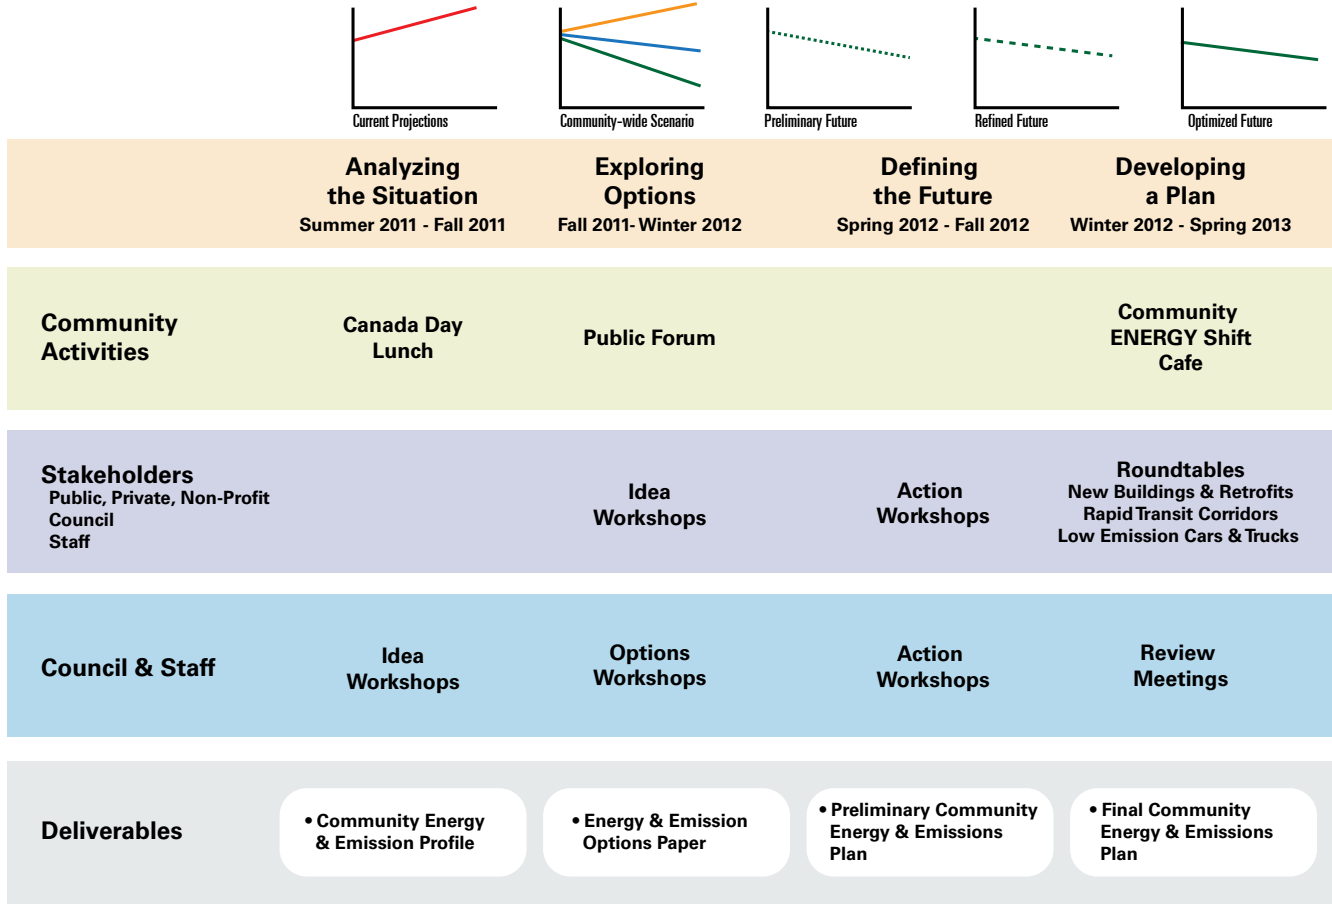 Current Projections
Community-wide Scenario
Preliminary Future
Refined Future
Optimized Future
Analyzing
the Situation
Summer 2011 - Fall 2011
Exploring
Options
Fall 2011- Winter 2012
Defining
the Future
Spring 2012 - Fall 2012
Developing
a Plan
Winter 2012 - Spring 2013
Community
Activities
Canada Day
Lunch
Public Forum
Community
ENERGY Shift
Cafe
Stakeholders
Public, Private, Non-Profit
Council
Staff
Idea
Workshops
Action
Workshops
Roundtables
New Buildings & Retrofits
Rapid Transit Corridors
Low Emission Cars & Trucks
Council & Staff
Idea
Workshops
Options
Workshops
Action
Workshops
Review
Meetings
Deliverables
• Community Energy
& Emission Profile
• Energy & Emission
Options Paper
• Preliminary Community
Energy & Emissions
Plan
• Final Community
Energy & Emissions
Plan